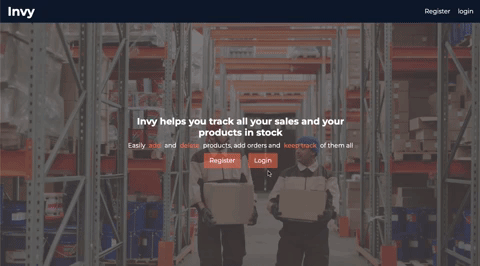 Invy
Register login
Invy helps you track all your sales and your
products in stock
Easily add and delete products, add orders and keep track of them all
Register Login